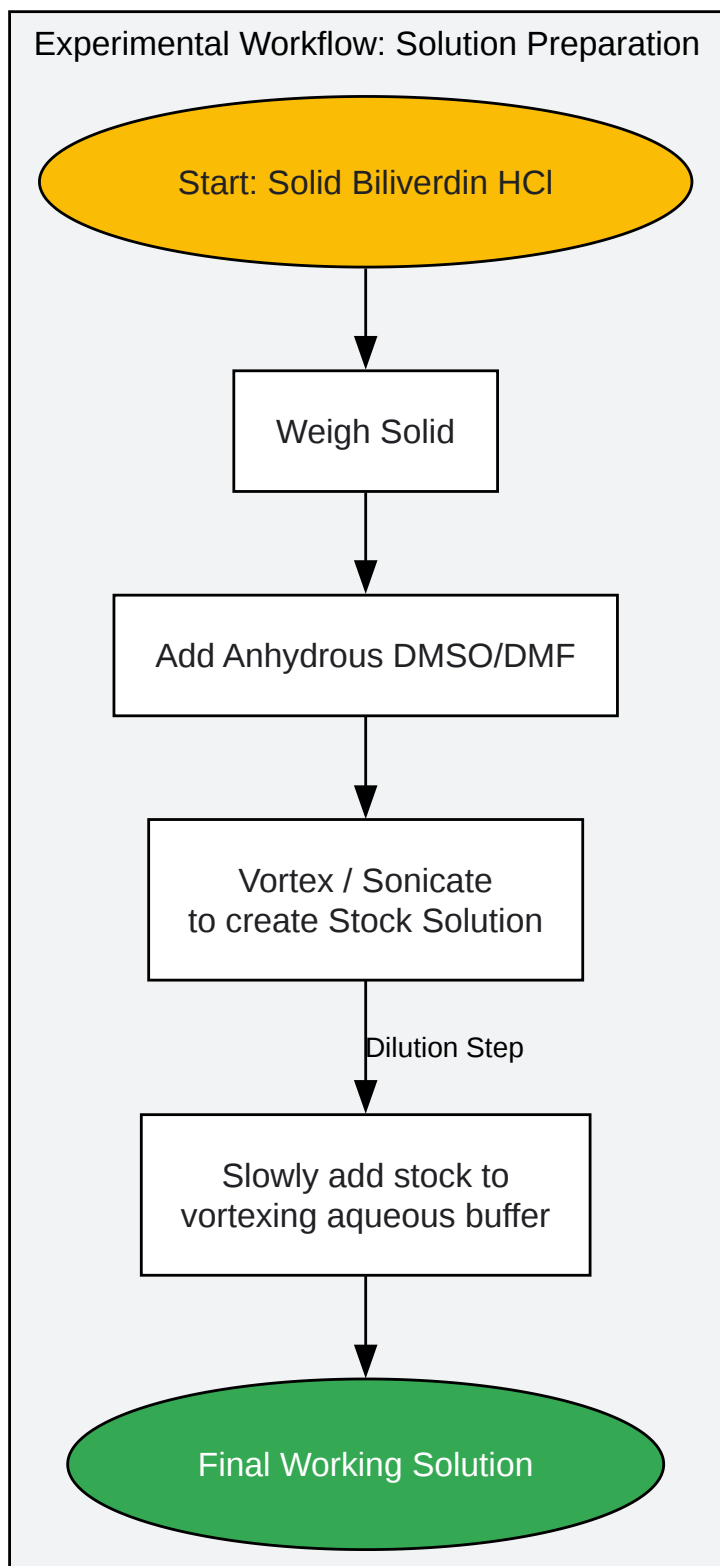 Experimental Workflow: Solution Preparation
Start: Solid Biliverdin HCl
Weigh Solid
Add Anhydrous DMSO/DMF
Vortex / Sonicate
to create Stock Solution
Dilution Step
Slowly add stock to
vortexing aqueous buffer
Final Working Solution